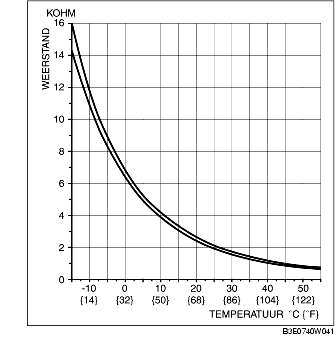 KOHM
WEERSTAND
16
14
12
10
8
6
4
2
0
-10 0 10 20 30 40 50
{14} {32} {50} {68} {86} {104} {122}
TEMPERATUUR ˚C {˚F}
B3E0740W041